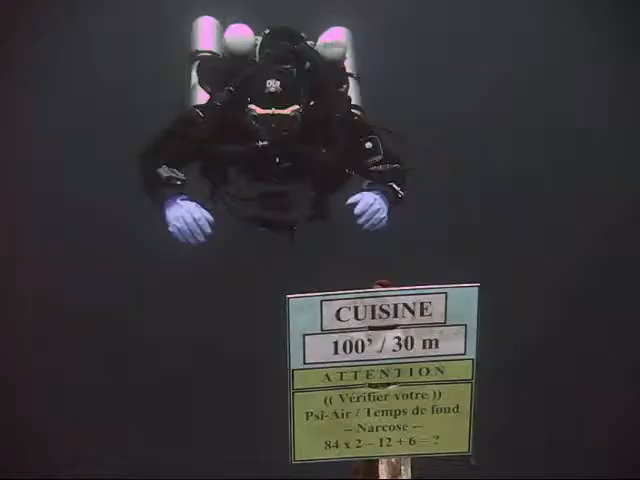 CUISINE
100' / 30 m
ATTENTION
(( Vérifier votre ))
Psi-Air / Temps de fond
-- Narcose --
84 x 2 - 12 + 6 = ?